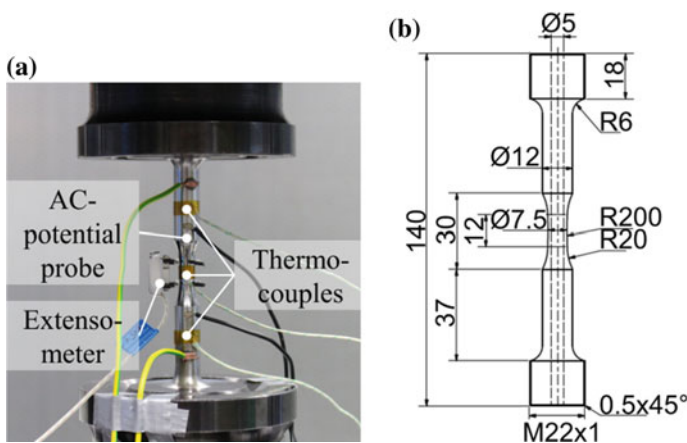 (a)
AC-
potential
probe
Extenso-
meter
Thermo-
couples
(b)
Ø5
18
R6
Ø12
140
30
12
Ø7.5
R200
R20
37
0.5x45°
M22x1